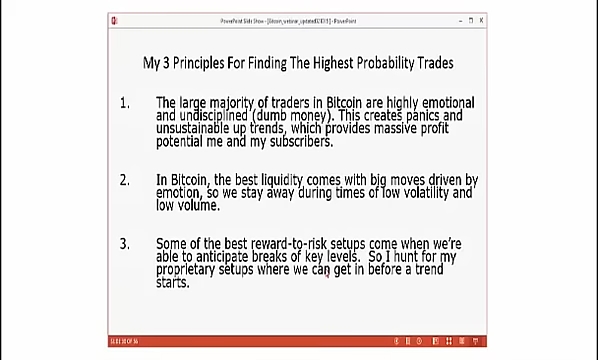 PowerPoint Slide Show - [Bitcoin_webinar_updated12131] - PowerPoint
My 3 Principles For Finding The Highest Probability Trades
1. The large majority of traders in Bitcoin are highly emotional
and undisciplined (dumb money). This creates panics and
unsustainable up trends, which provides massive profit
potential me and my subscribers.
2. In Bitcoin, the best liquidity comes with big moves driven by
emotion, so we stay away during times of low volatility and
low volume.
3. Some of the best reward-to-risk setups come when we're
able to anticipate breaks of key levels. So I hunt for my
proprietary setups where we can get in before a trend
starts.